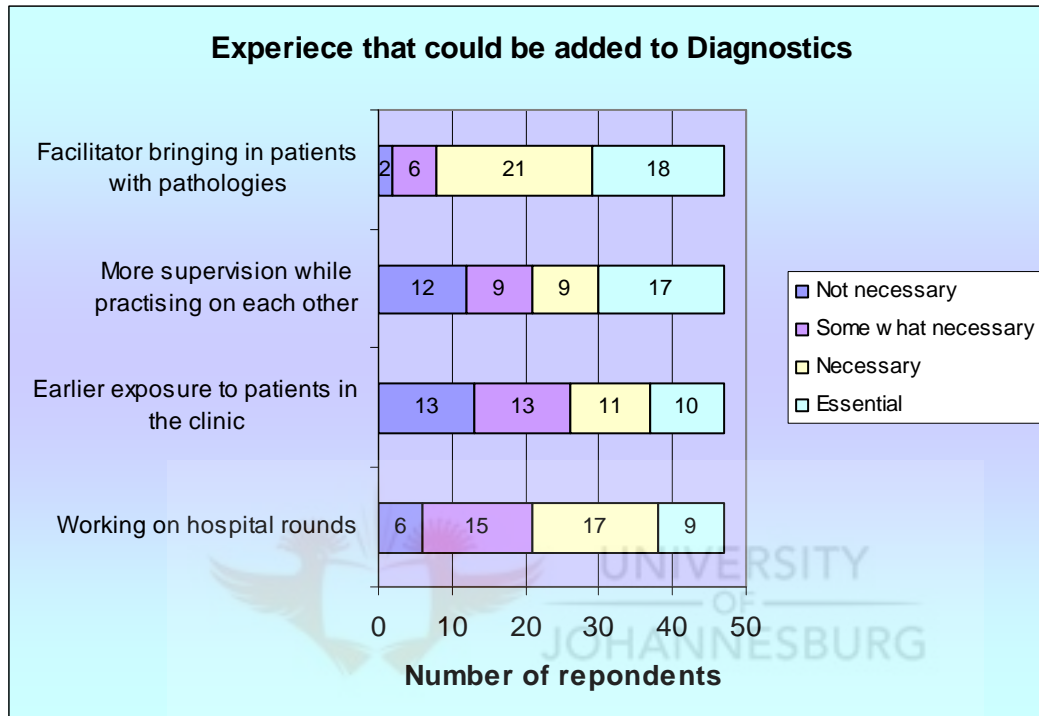 Experiece that could be added to Diagnostics
Facilitator bringing in patients
with pathologies
2 6 21 18
More supervision while
practising on each other
12 9 9 17
Earlier exposure to patients in
the clinic
13 13 11 10
Working on hospital rounds
6 15 17 9
0 10 20 30 40 50
Number of repondents
Not necessary
Some what necessary
Necessary
Essential
UNIVERSITY
OF
JOHANNESBURG